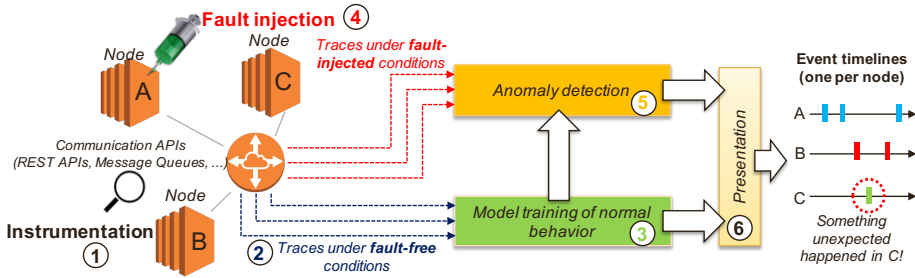 Fault injection 4
Node
A
Node
C
Communication APIs
(REST APIs, Message Queues, ...)
Instrumentation
1
Node
B
Traces under fault-
injected conditions
2 Traces under fault-free
conditions
Anomaly detection
5
Model training of normal
behavior
3
Presentation
6
Event timelines
(one per node)
A
B
C
Something
unexpected
happened in C!